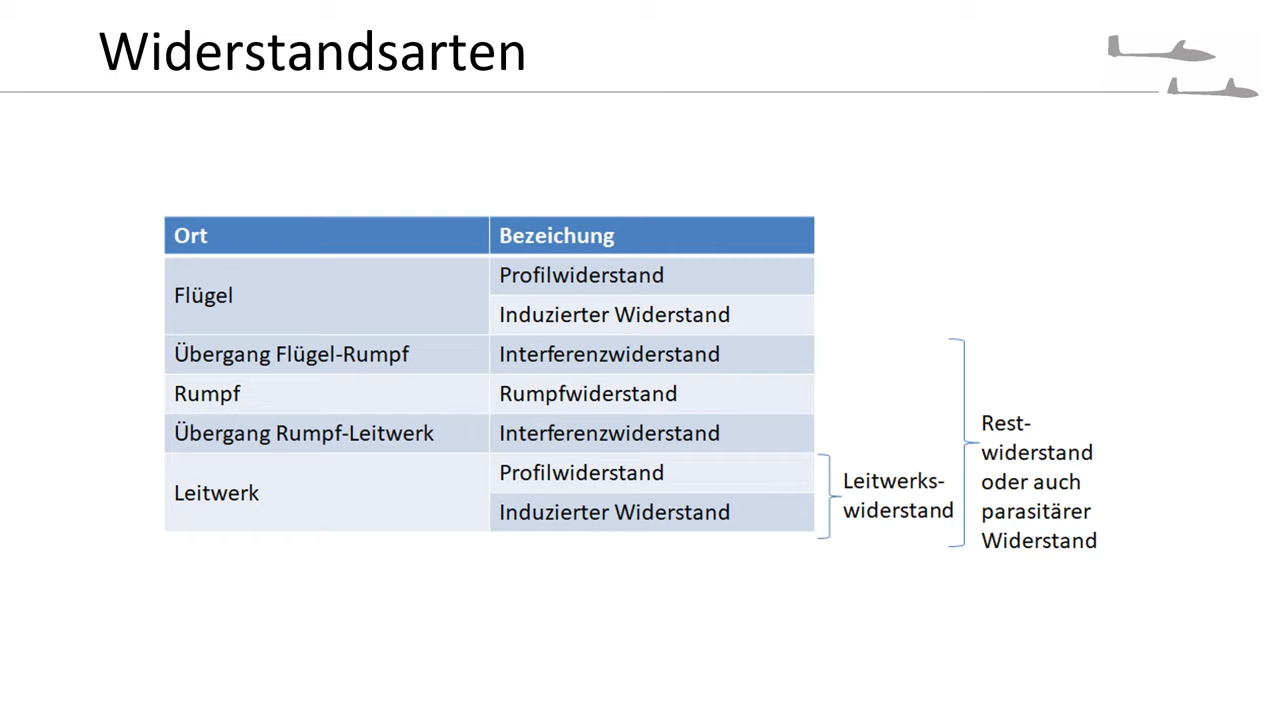 Widerstandsarten
Ort Bezeichung
Flügel
Profilwiderstand
Induzierter Widerstand
Übergang Flügel-Rumpf Interferenzwiderstand
Rumpf Rumpfwiderstand
Übergang Rumpf-Leitwerk Interferenzwiderstand
Leitwerk
Profilwiderstand
Induzierter Widerstand
Leitwerks-
widerstand
Rest-
widerstand
oder auch
parasitärer
Widerstand